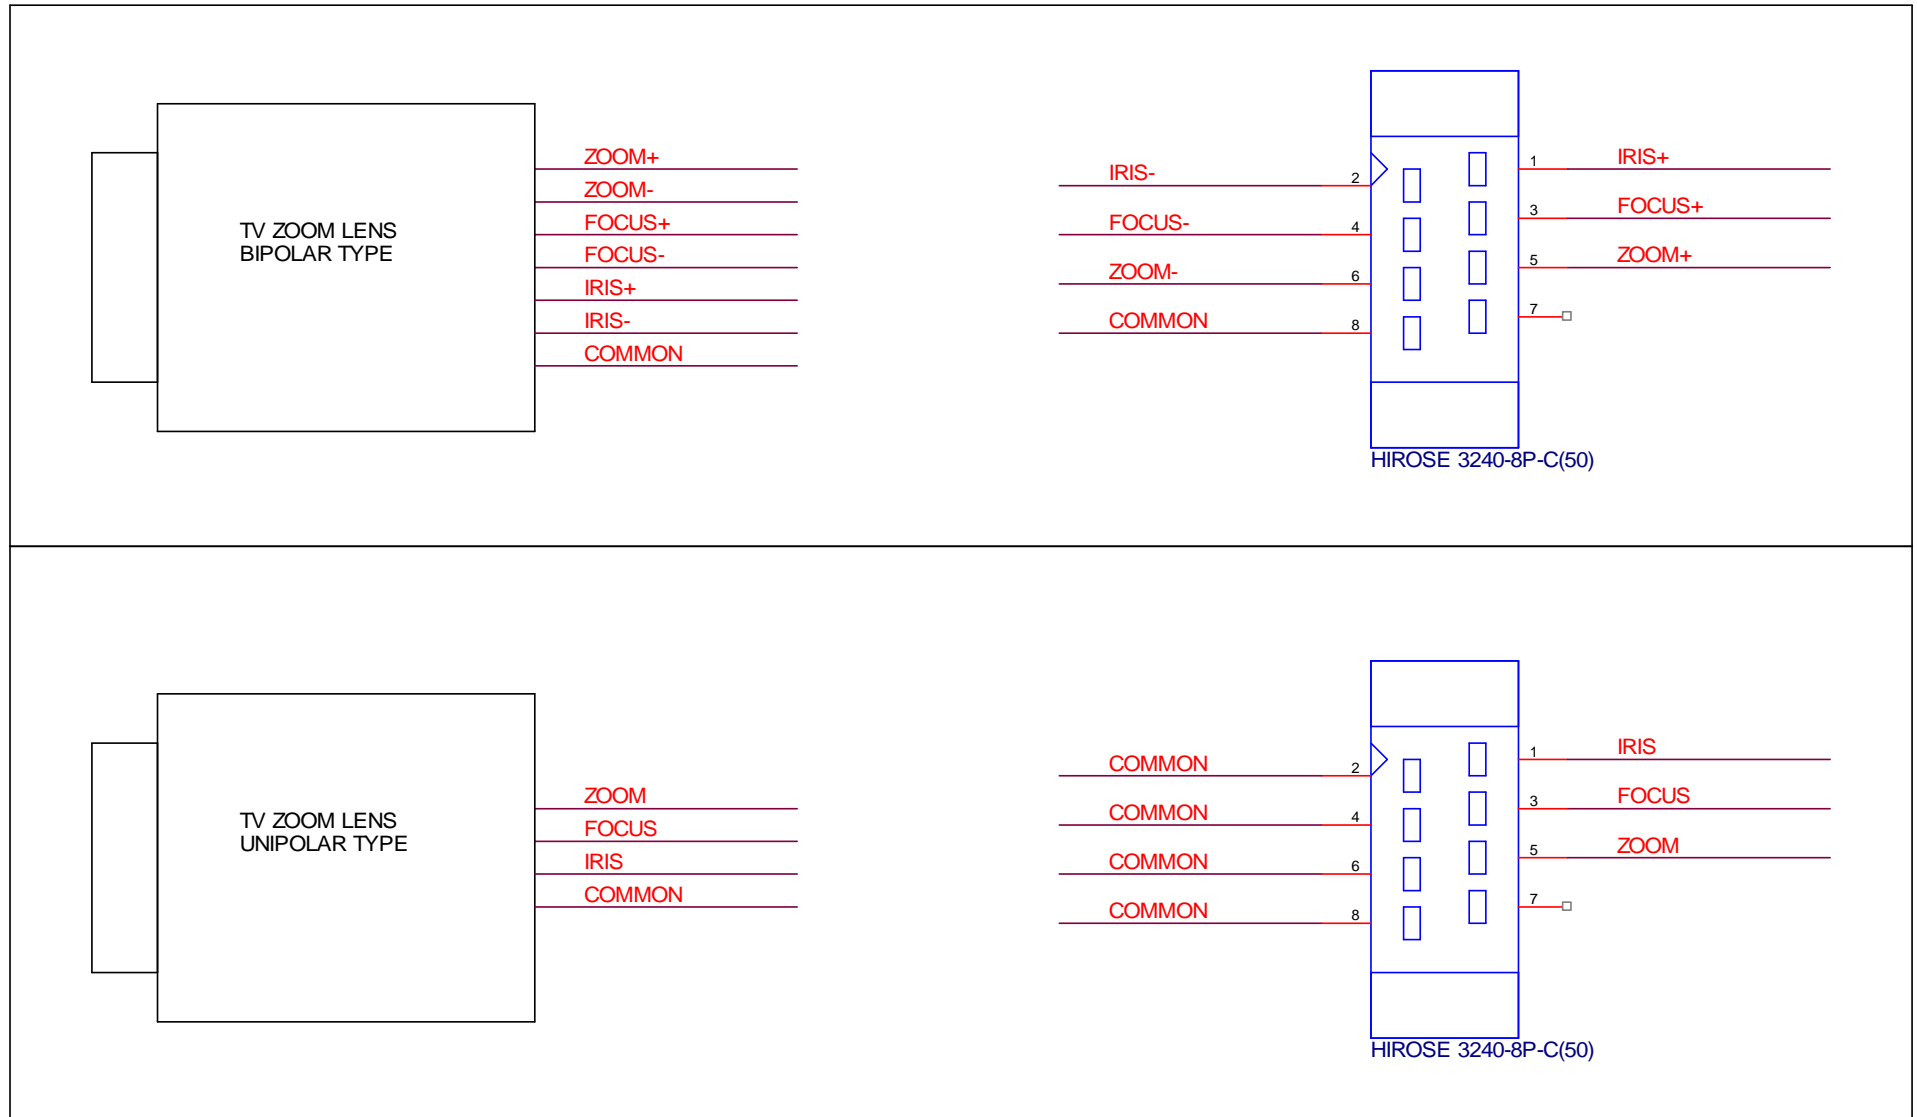 TV ZOOM LENS
BIPOLAR TYPE
ZOOM+
ZOOM-
FOCUS+
FOCUS-
IRIS+
IRIS-
COMMON
IRIS- 2
FOCUS- 4
ZOOM- 6
COMMON 8
1 IRIS+
3 FOCUS+
5 ZOOM+
7
HIROSE 3240-8P-C(50)
TV ZOOM LENS
UNIPOLAR TYPE
ZOOM
FOCUS
IRIS
COMMON
COMMON 2
COMMON 4
COMMON 6
COMMON 8
1 IRIS
3 FOCUS
5 ZOOM
7
HIROSE 3240-8P-C(50)